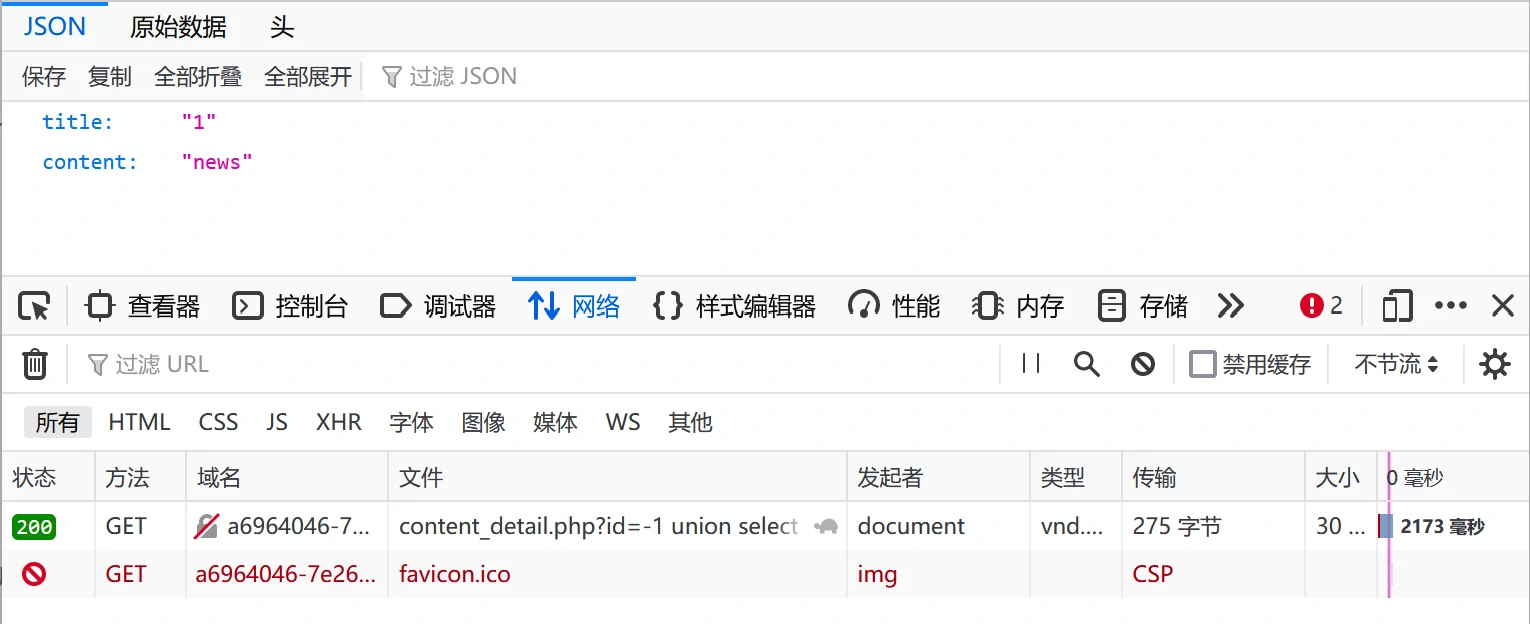 JSON 原始数据 头
保存 复制 全部折叠 全部展开 过滤 JSON
title: "1"
content: "news"
查看器 控制台 调试器 网络 样式编辑器 性能 内存 存储 2
过滤 URL 禁用缓存 不节流
所有 HTML CSS JS XHR 字体 图像 媒体 WS 其他
状态 方法 域名 文件 发起者 类型 传输 大小 0 毫秒
200 GET a6964046-7... content_detail.php?id=-1 union select document vnd.... 275 字节 30 ... 2173 毫秒
GET a6964046-7e26... favicon.ico img CSP